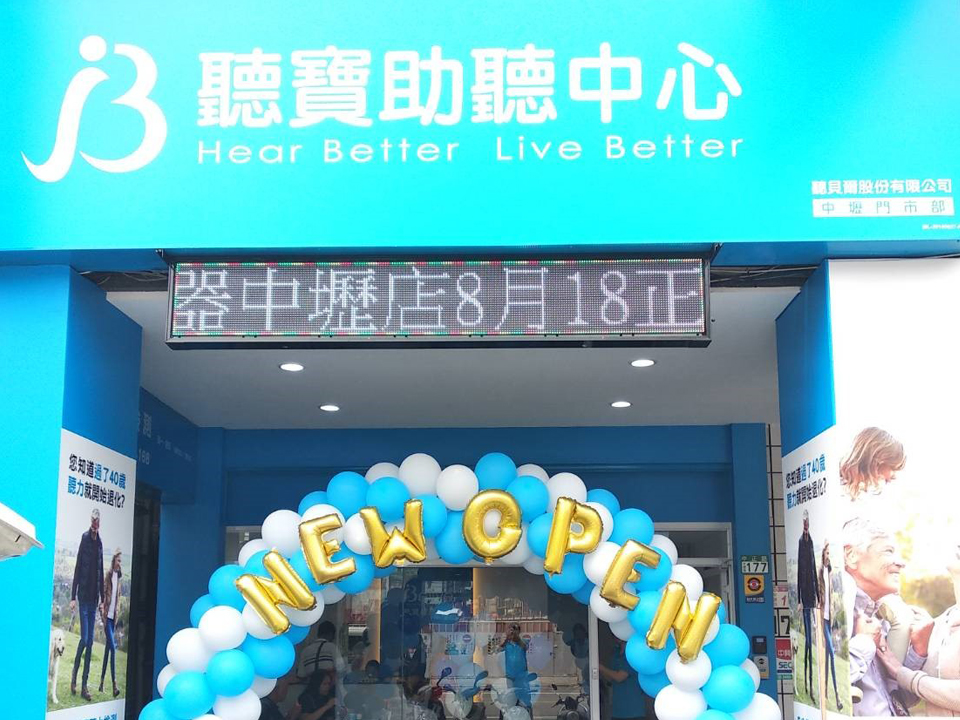 聽寶助聽中心
Hear Better Live Better
聽貝爾股份有限公司
中壢門市部
器中壢店8月18正
您知道過了40歲
聽力就開始退化?
您知道過了40歲
聽力就開始退化?
NEW OPEN
177